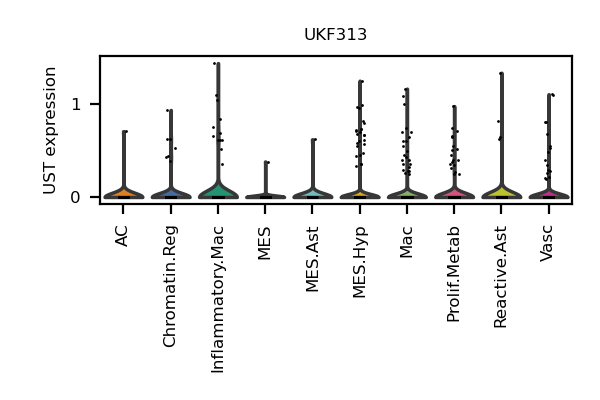 UKF313
UST expression
1
0
AC
Chromatin.Reg
Inflammatory.Mac
MES
MES.Ast
MES.Hyp
Mac
Prolif.Metab
Reactive.Ast
Vasc